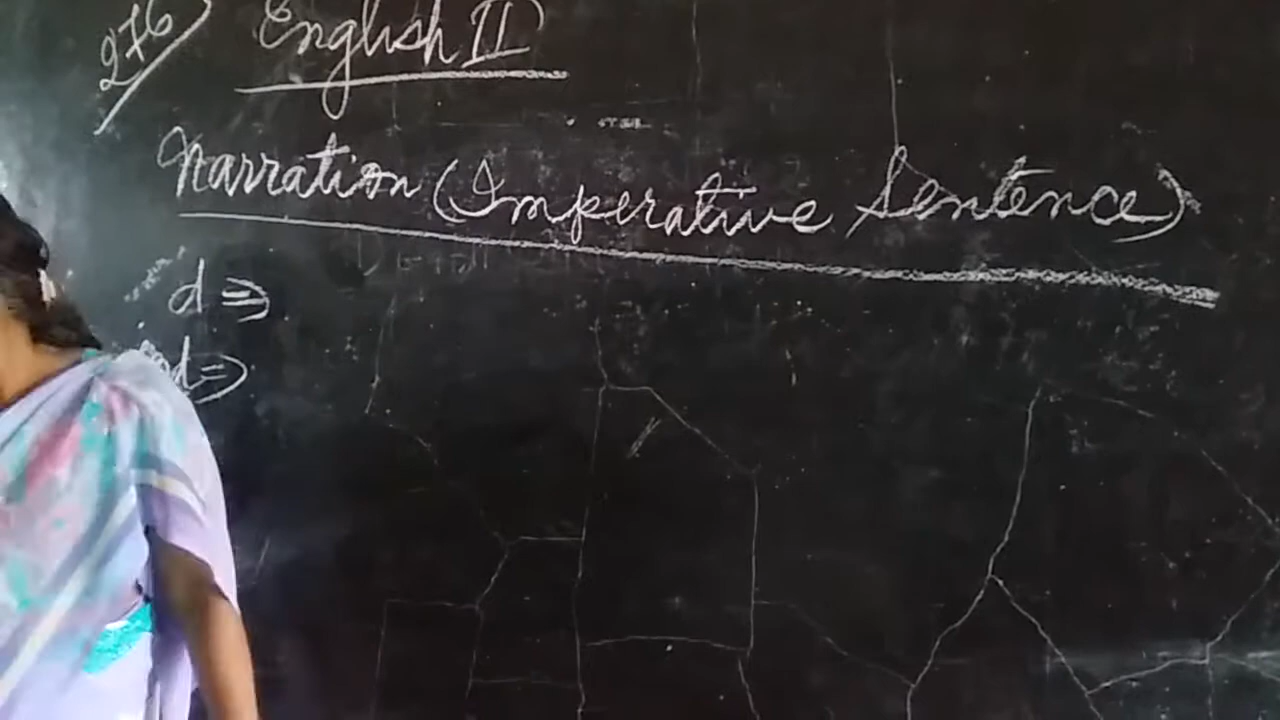 276
English II
Narration (Imperative Sentence)
d ⇒
d ⇒